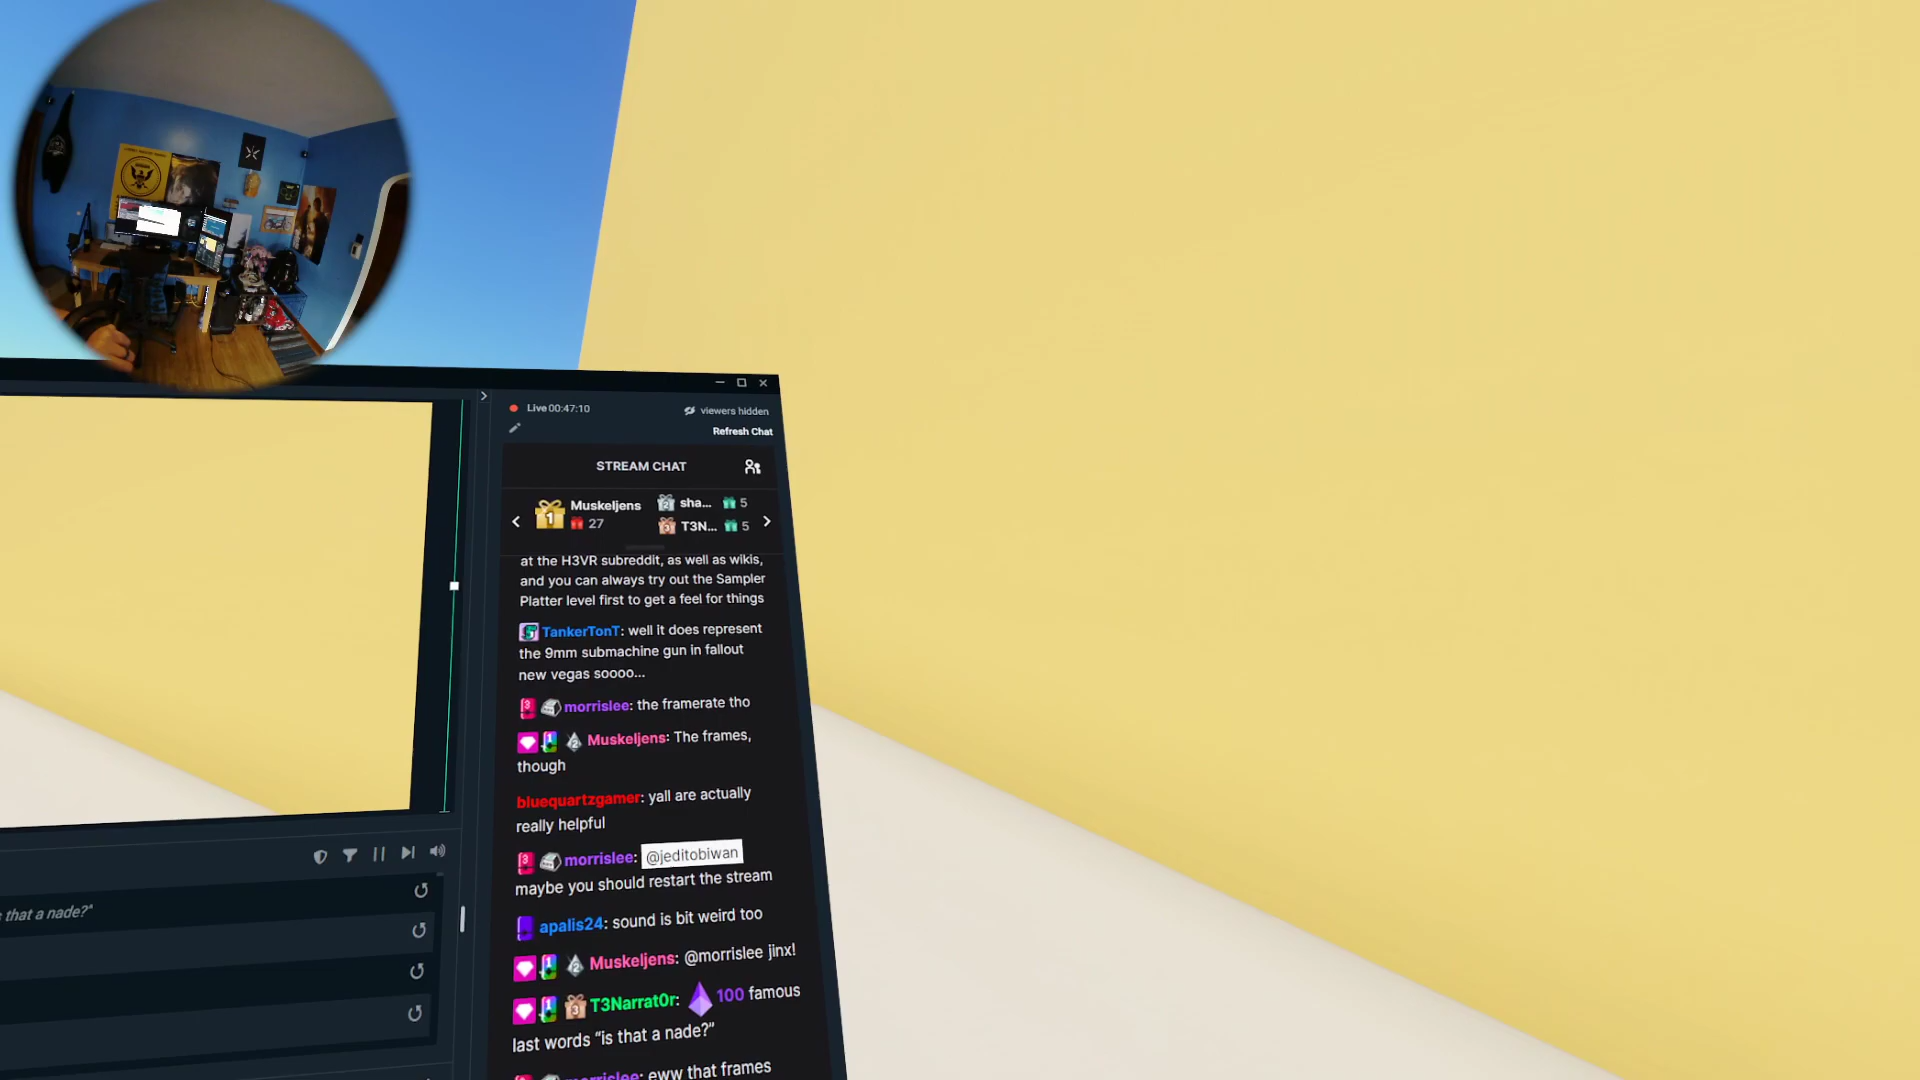 Live 00:47:10
viewers hidden
Refresh Chat
STREAM CHAT
1 Muskeljens 27
2 sha... 5
3 T3N... 5
at the H3VR subreddit, as well as wikis,
and you can always try out the Sampler
Platter level first to get a feel for things
TankerTonT: well it does represent
the 9mm submachine gun in fallout
new vegas soooo...
morrislee: the framerate tho
Muskeljens: The frames,
though
bluequartzgamer: yall are actually
really helpful
morrislee: @jeditobiwan
maybe you should restart the stream
apalis24: sound is bit weird too
Muskeljens: @morrislee jinx!
T3Narrat0r: 100 famous
last words “is that a nade?”
morrislee: eww that frames
s that a nade?"